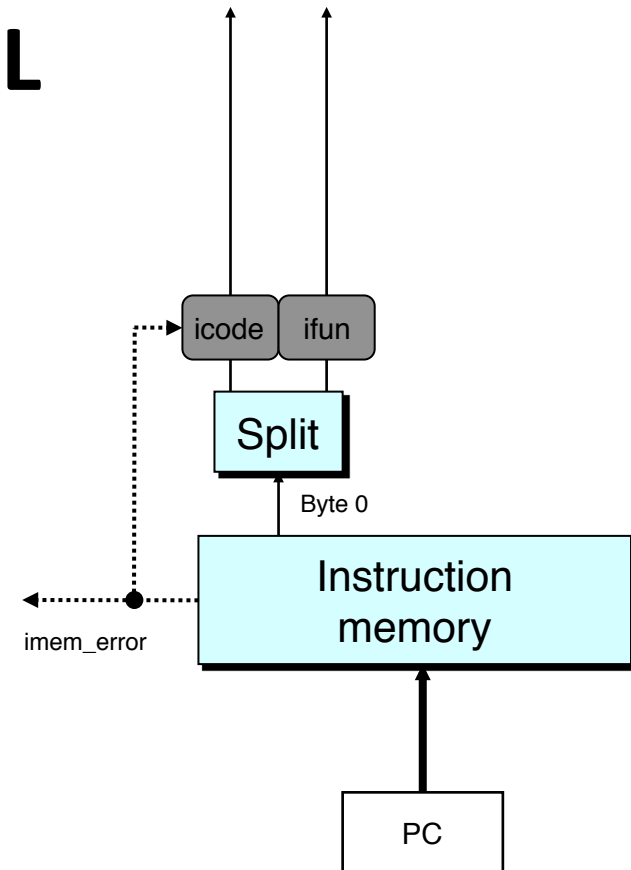 L
icode ifun
Split
Byte 0
Instruction
memory
imem_error
PC